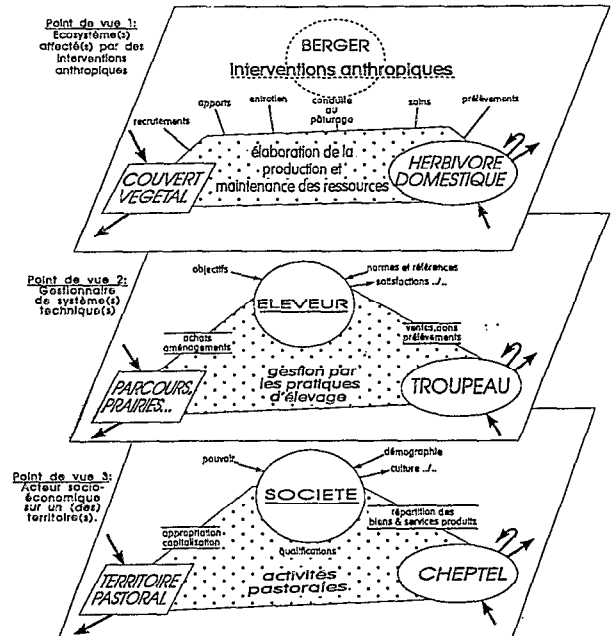 Point de vue 1:
Ecosystème(s)
affecté(s) par des
interventions
anthropiques
BERGER
interventions anthropiques
recrutements
apports
entretien
conduite
au
pâturage
soins
prélèvements
élaboration de la
production et
maintenance des ressources
COUVERT
VEGETAL
HERBIVORE
DOMESTIQUE
Point de vue 2:
Gestionnaire
de système(s)
technique(s)
objectifs
normes et références
satisfactions ../..
ELEVEUR
achats
aménagements
ventes, dons
prélèvements
gestion par
les pratiques
d'élevage
PARCOURS,
PRAIRIES...
TROUPEAU
Point de vue 3:
Acteur socio-
économique
sur un (des)
territoire(s).
pouvoir
démographie
culture ../..
SOCIETE
appropriation
capitalisation
répartition des
biens & services produits
qualifications
activités
pastorales
TERRITOIRE
PASTORAL
CHEPTEL